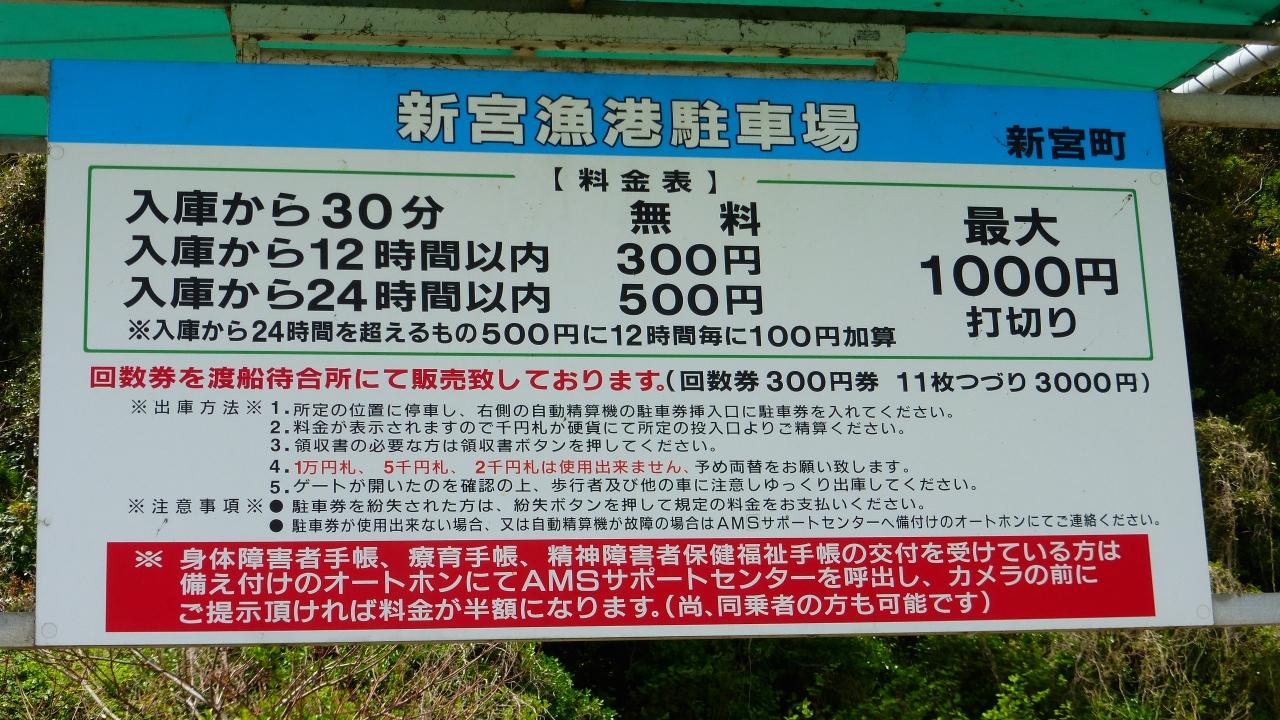 新宮漁港駐車場
新宮町
【料金表】
入庫から30分 無 料
入庫から12時間以内 300円
入庫から24時間以内 500円
※入庫から24時間を超えるもの500円に12時間毎に100円加算
最大
1000円
打切り
回数券を渡船待合所にて販売致しております。(回数券300円券 11枚つづり3000円)
※出庫方法※ 1.所定の位置に停車し、右側の自動精算機の駐車券挿入口に駐車券を入れてください。
2.料金が表示されますので千円札か硬貨にて所定の投入口よりご精算ください。
3.領収書の必要な方は領収書ボタンを押してください。
4.1万円札、 5千円札、 2千円札は使用出来ません、予め両替をお願い致します。
5.ゲートが開いたのを確認の上、歩行者及び他の車に注意しゆっくり出庫してください。
※注意事項※ ● 駐車券を紛失された方は、紛失ボタンを押して規定の料金をお支払いください。
● 駐車券が使用出来ない場合、又は自動精算機が故障の場合はAMSサポートセンターへ備付けのオートホンにてご連絡ください。
※ 身体障害者手帳、療育手帳、精神障害者保健福祉手帳の交付を受けている方は
備え付けのオートホンにてAMSサポートセンターを呼出し、カメラの前に
ご提示頂ければ料金が半額になります。(尚、同乗者の方も可能です)